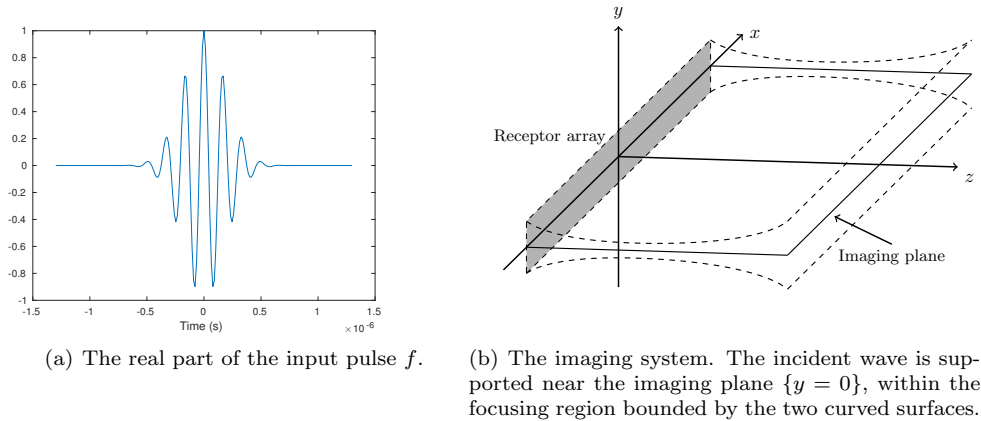 1
0.8
0.6
0.4
0.2
0
-0.2
-0.4
-0.6
-0.8
-1
-1.5 -1 -0.5 0 0.5 1 1.5
Time (s)
×10^-6
(a) The real part of the input pulse f.
y
x
Receptor array
z
Imaging plane
(b) The imaging system. The incident wave is sup-
ported near the imaging plane {y = 0}, within the
focusing region bounded by the two curved surfaces.